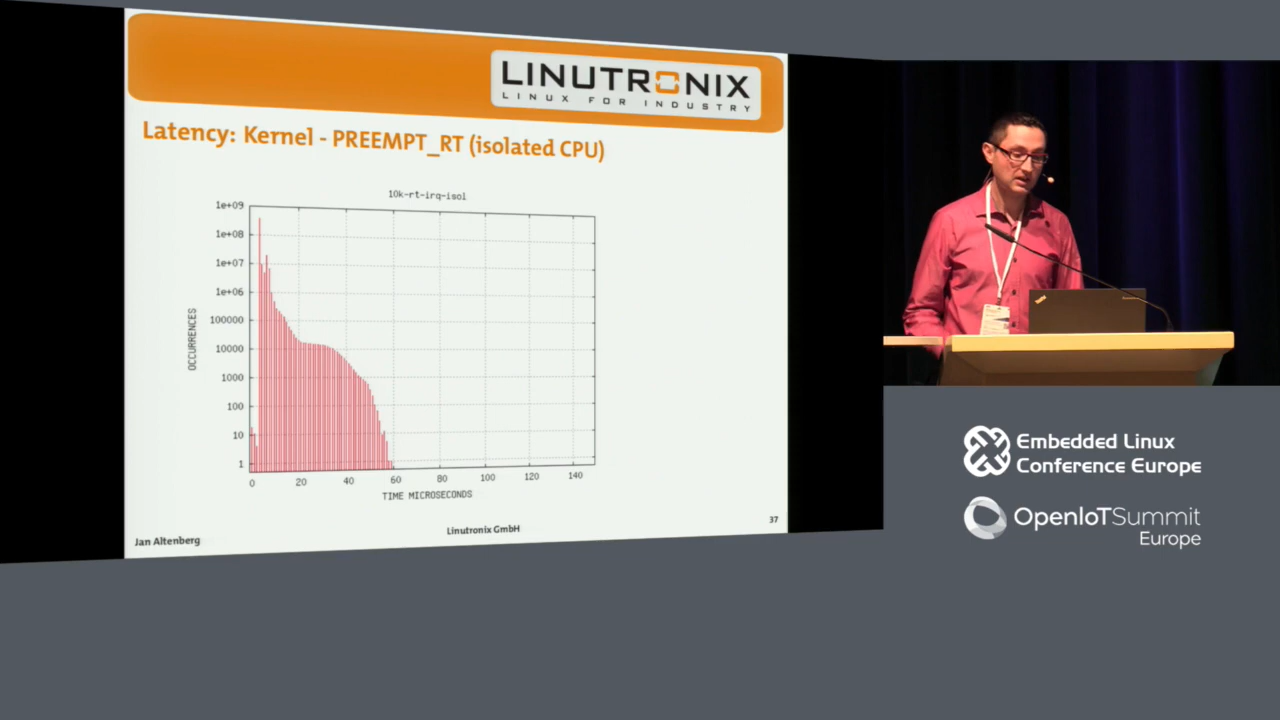 LINUTRONIX
LINUX FOR INDUSTRY
Latency: Kernel - PREEMPT_RT (isolated CPU)
10k-rt-irq-isol
1e+09
1e+08
1e+07
1e+06
100000
10000
1000
100
10
1
OCCURRENCES
0 20 40 60 80 100 120 140
TIME MICROSECONDS
Jan Altenberg
Linutronix GmbH
37
Embedded Linux
Conference Europe
OpenIoTSummit
Europe